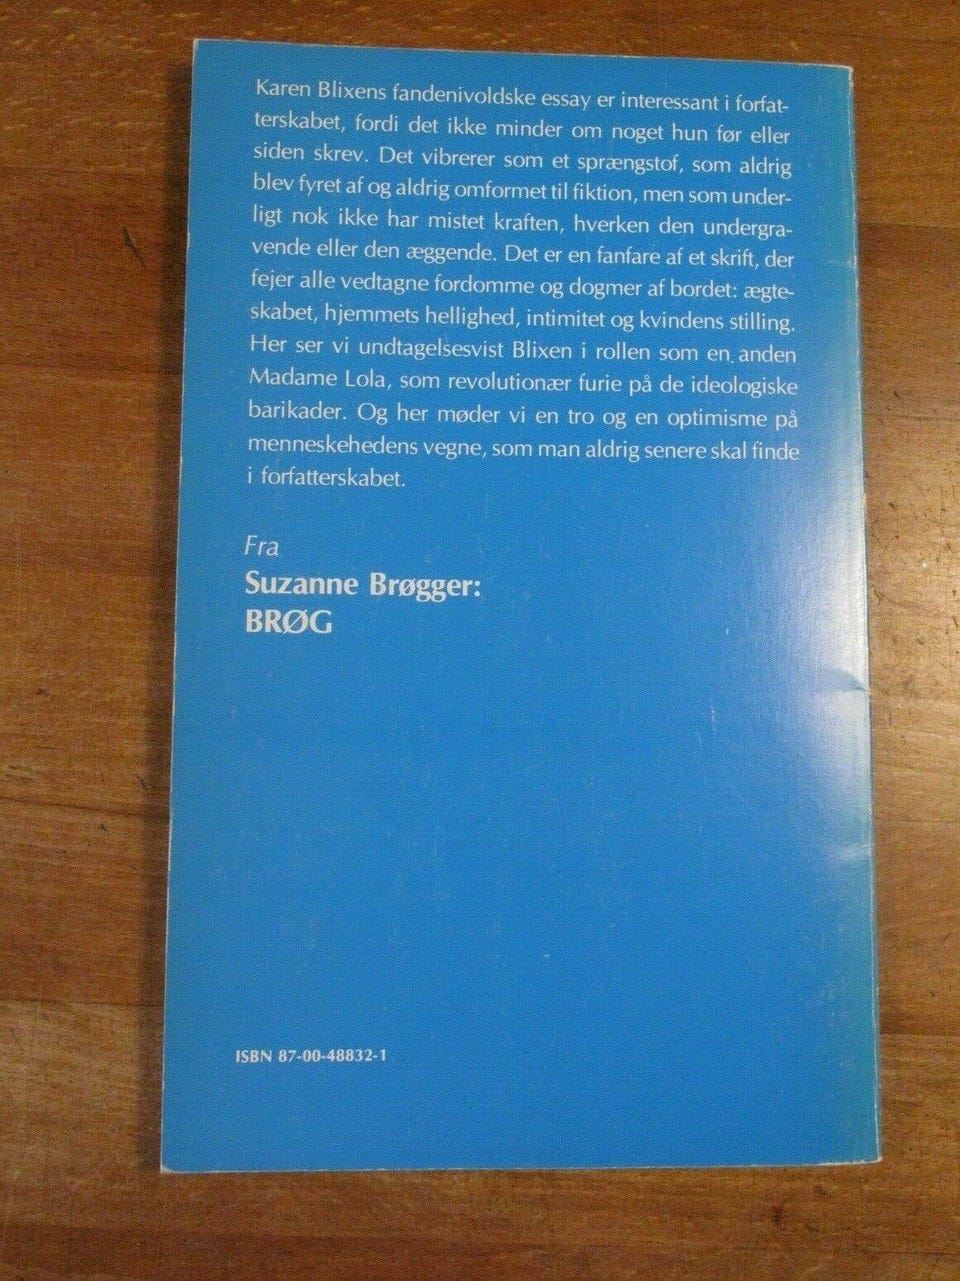 Karen Blixens fandenivoldske essay er interessant i forfat-
terskabet, fordi det ikke minder om noget hun før eller
siden skrev. Det vibrerer som et sprængstof, som aldrig
blev fyret af og aldrig omformet til fiktion, men som under-
ligt nok ikke har mistet kraften, hverken den undergra-
vende eller den æggende. Det er en fanfare af et skrift, der
fejer alle vedtagne fordomme og dogmer af bordet: ægte-
skabet, hjemmets hellighed, intimitet og kvindens stilling.
Her ser vi undtagelsesvist Blixen i rollen som en anden
Madame Lola, som revolutionær furie på de ideologiske
barikader. Og her møder vi en tro og en optimisme på
menneskehedens vegne, som man aldrig senere skal finde
i forfatterskabet.
Fra
Suzanne Brøgger:
BRØG
ISBN 87-00-48832-1